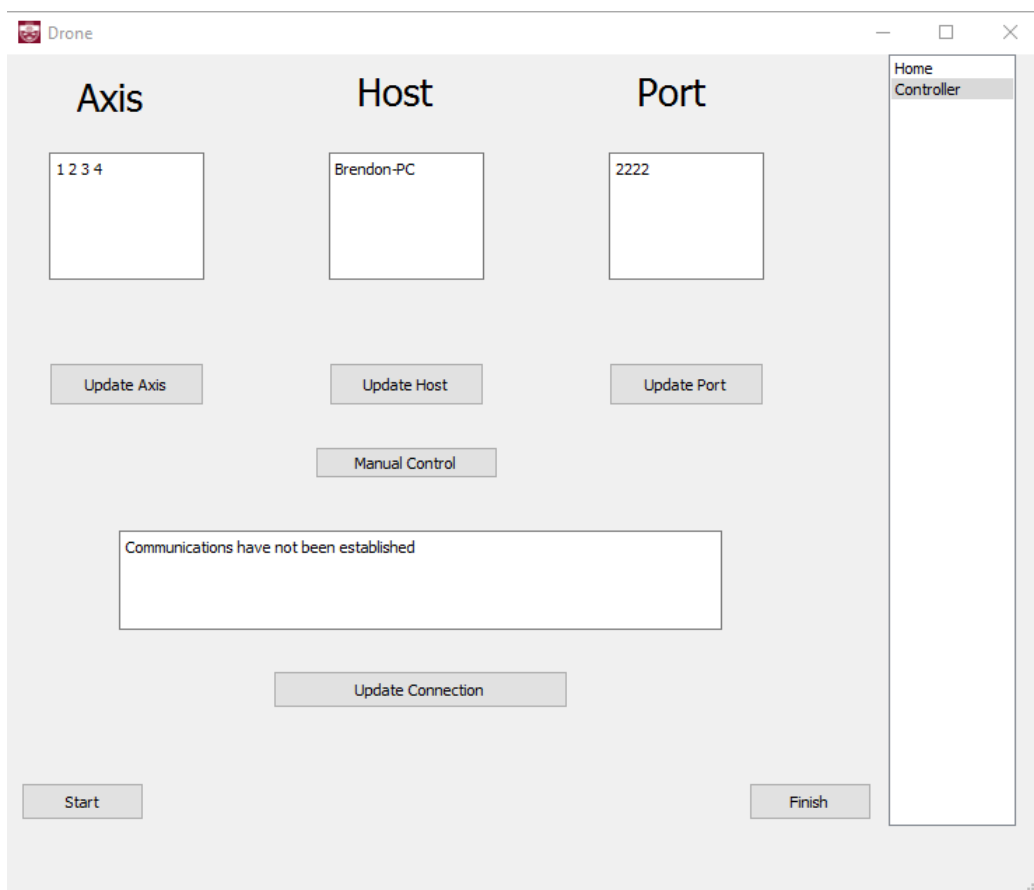 Drone
Axis
Host
Port
Home
Controller
1 2 3 4
Brendon-PC
2222
Update Axis
Update Host
Update Port
Manual Control
Communications have not been established
Update Connection
Start
Finish